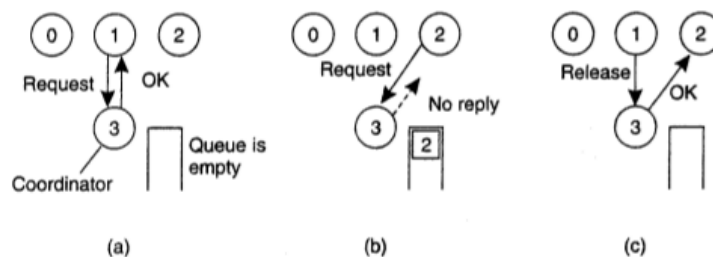 0 1 2
Request OK
3
Queue is
empty
Coordinator
(a)
0 1 2
Request
No reply
3
2
(b)
0 1 2
Release
OK
3
(c)